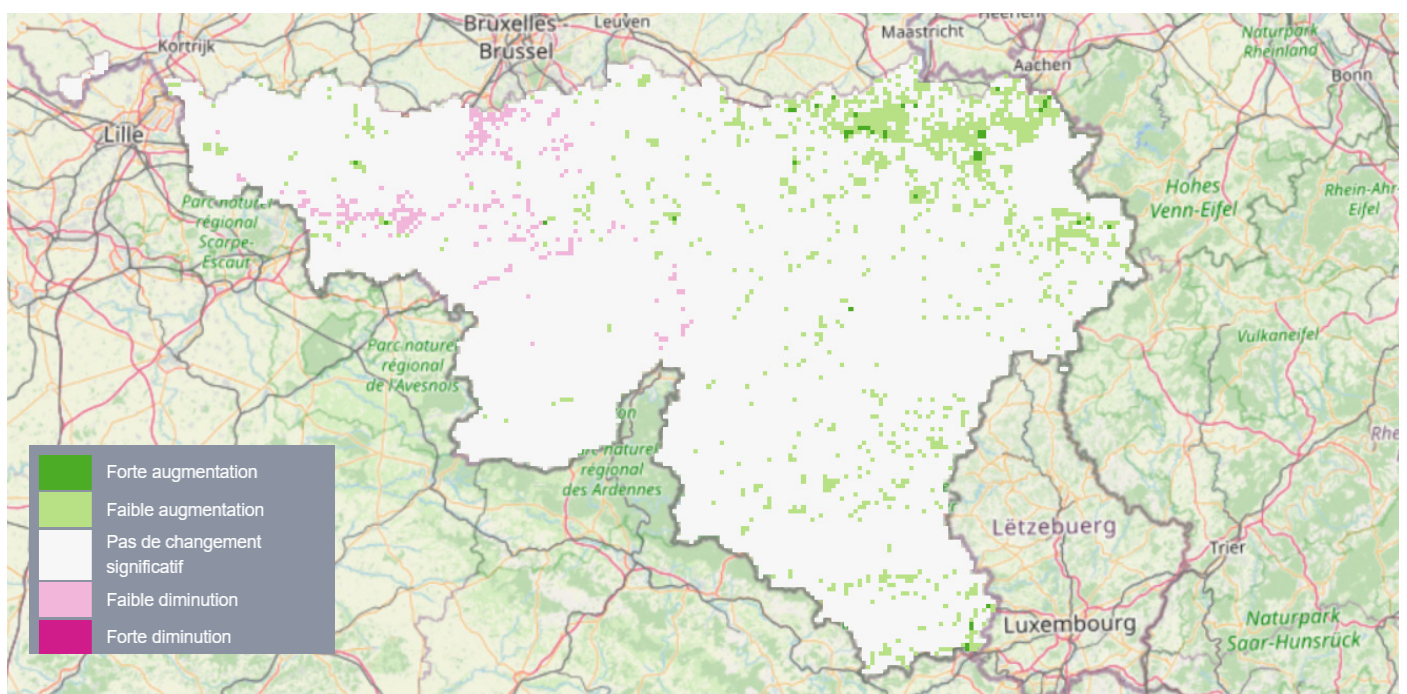 Bruxelles -
Brussel
Leuven
Kortrijk
Maastricht
Heerlen
Aachen
Naturpark
Rheinland
Bonn
Lille
Parc naturel
régional
Scarpe-
Escaut
Hohes
Venn-Eifel
Rhein-Ahr-
Eifel
Vulkaneifel
Parc naturel
régional
de l'Avesnois
régional
des Ardennes
Lëtzebuerg
Trier
Luxembourg
Naturpark
Saar-Hunsrück
Forte augmentation
Faible augmentation
Pas de changement
significatif
Faible diminution
Forte diminution